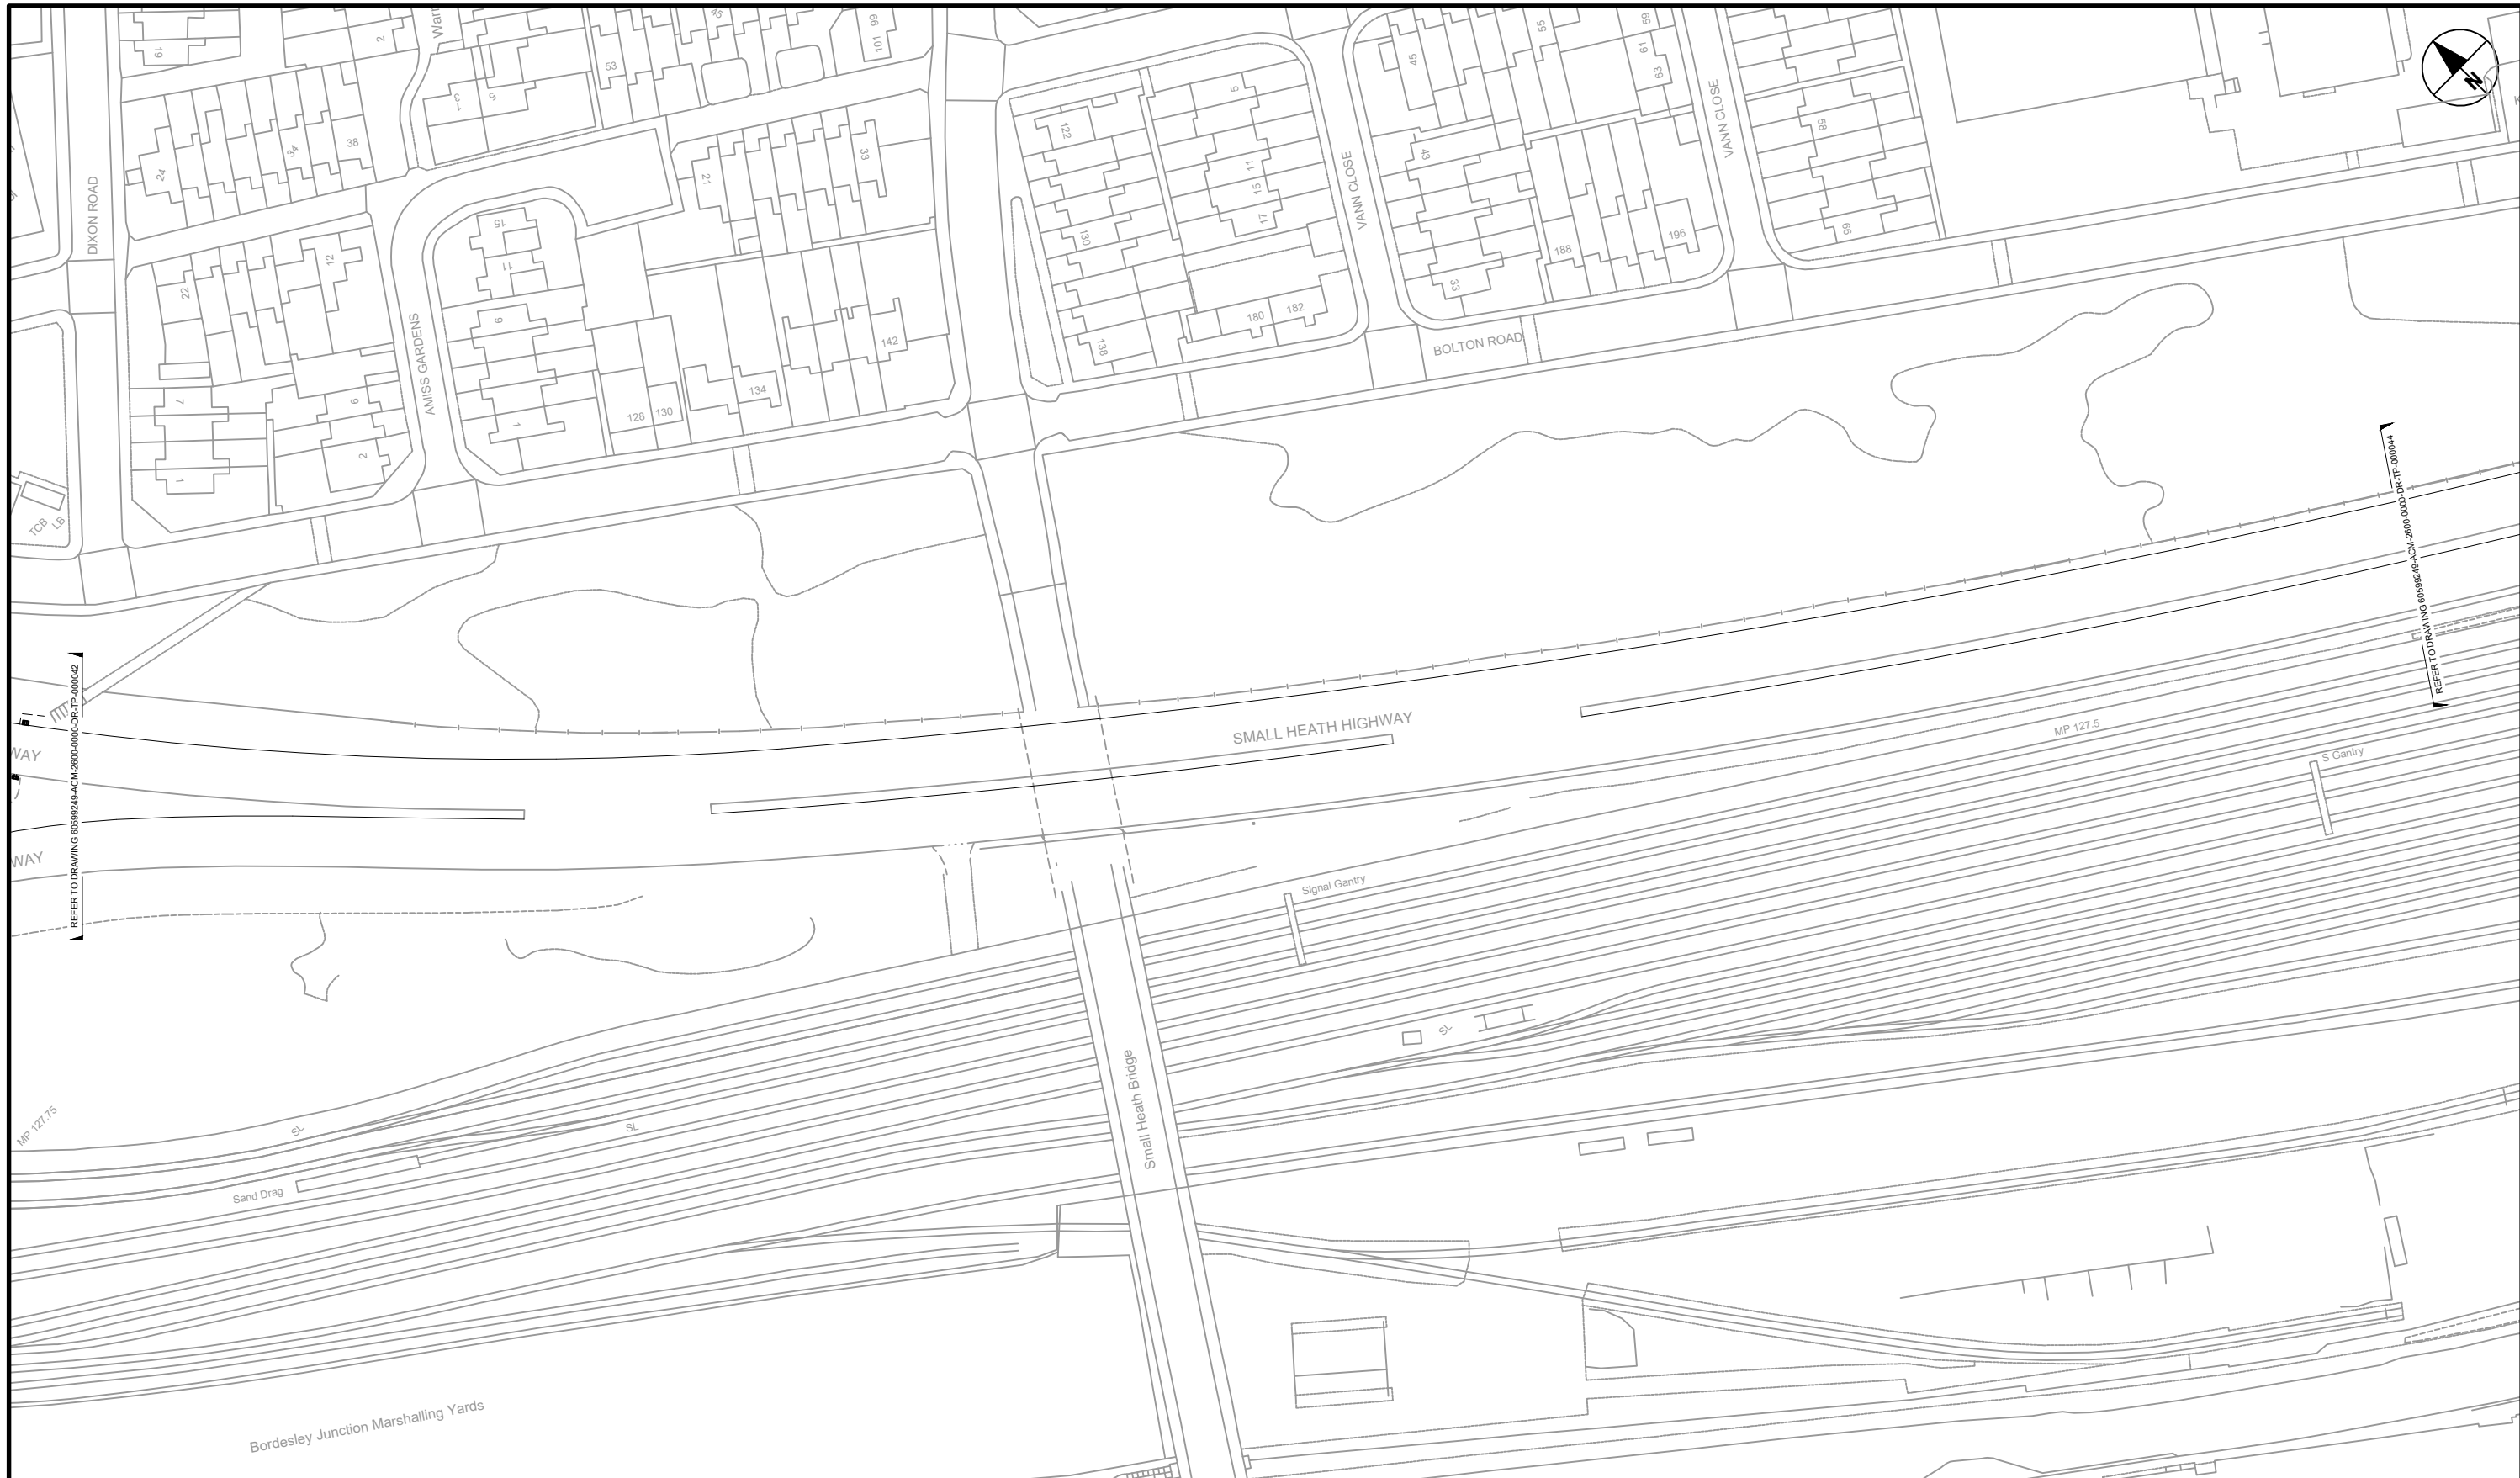 19
2
Warr
45
99
101
53
3
5
55
59
61
63
45
VANN CLOSE
58
66
N
DIXON ROAD
24
34
38
21
33
122
5
11
15
17
VANN CLOSE
43
130
188
196
33
15
11
12
22
AMISS GARDENS
9
142
180
182
138
BOLTON ROAD
134
128
130
1
7
9
2
1
TCB
LB
REFER TO DRAWING 60599249-ACM-2600-0000-DR-TP-000044
REFER TO DRAWING 60599249-ACM-2600-0000-DR-TP-000042
WAY
WAY
SMALL HEATH HIGHWAY
MP 127.5
S Gantry
Signal Gantry
SL
Small Heath Bridge
MP 127.75
SL
SL
Sand Drag
Bordesley Junction Marshalling Yards